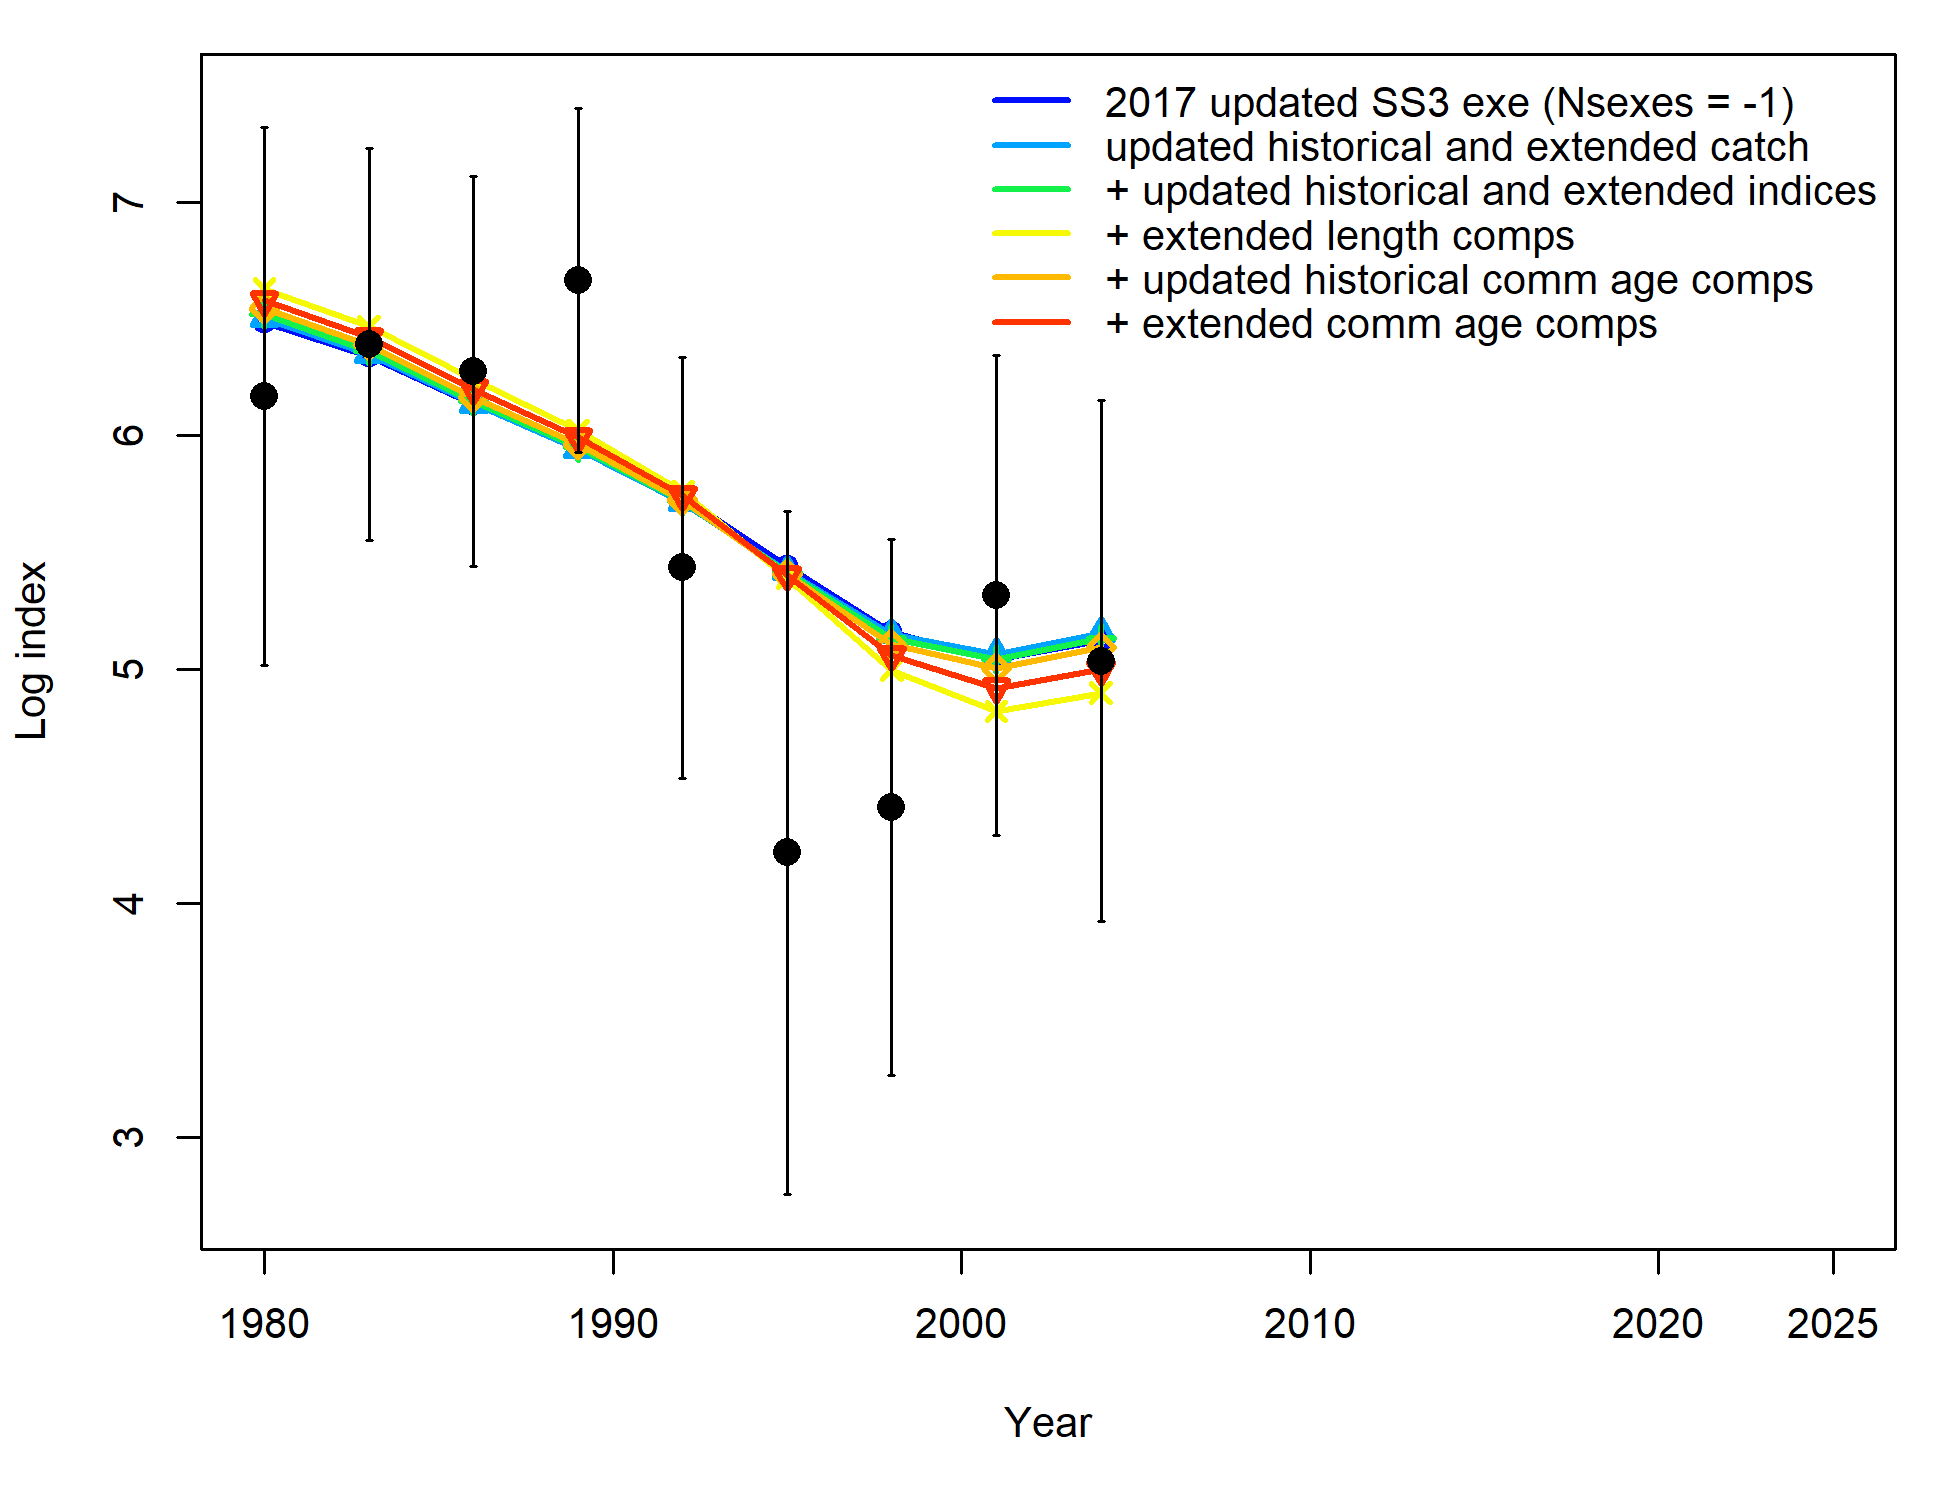 2017 updated SS3 exe (Nsexes = -1)
updated historical and extended catch
+ updated historical and extended indices
+ extended length comps
+ updated historical comm age comps
+ extended comm age comps
7
6
5
4
3
Log index
1980 1990 2000 2010 2020 2025
Year